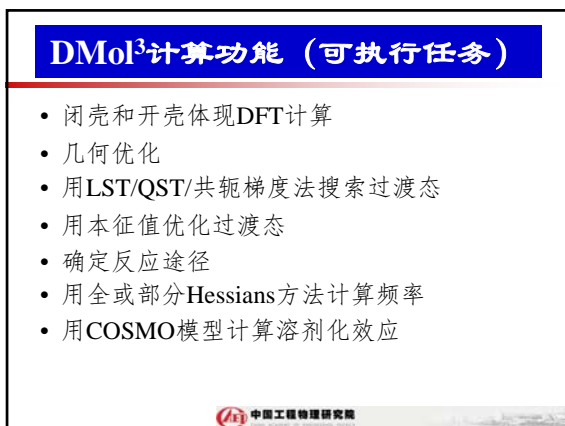 DMol³计算功能（可执行任务）
• 闭壳和开壳体现DFT计算
• 几何优化
• 用LST/QST/共轭梯度法搜索过渡态
• 用本征值优化过渡态
• 确定反应途径
• 用全或部分Hessians方法计算频率
• 用COSMO模型计算溶剂化效应
中国工程物理研究院